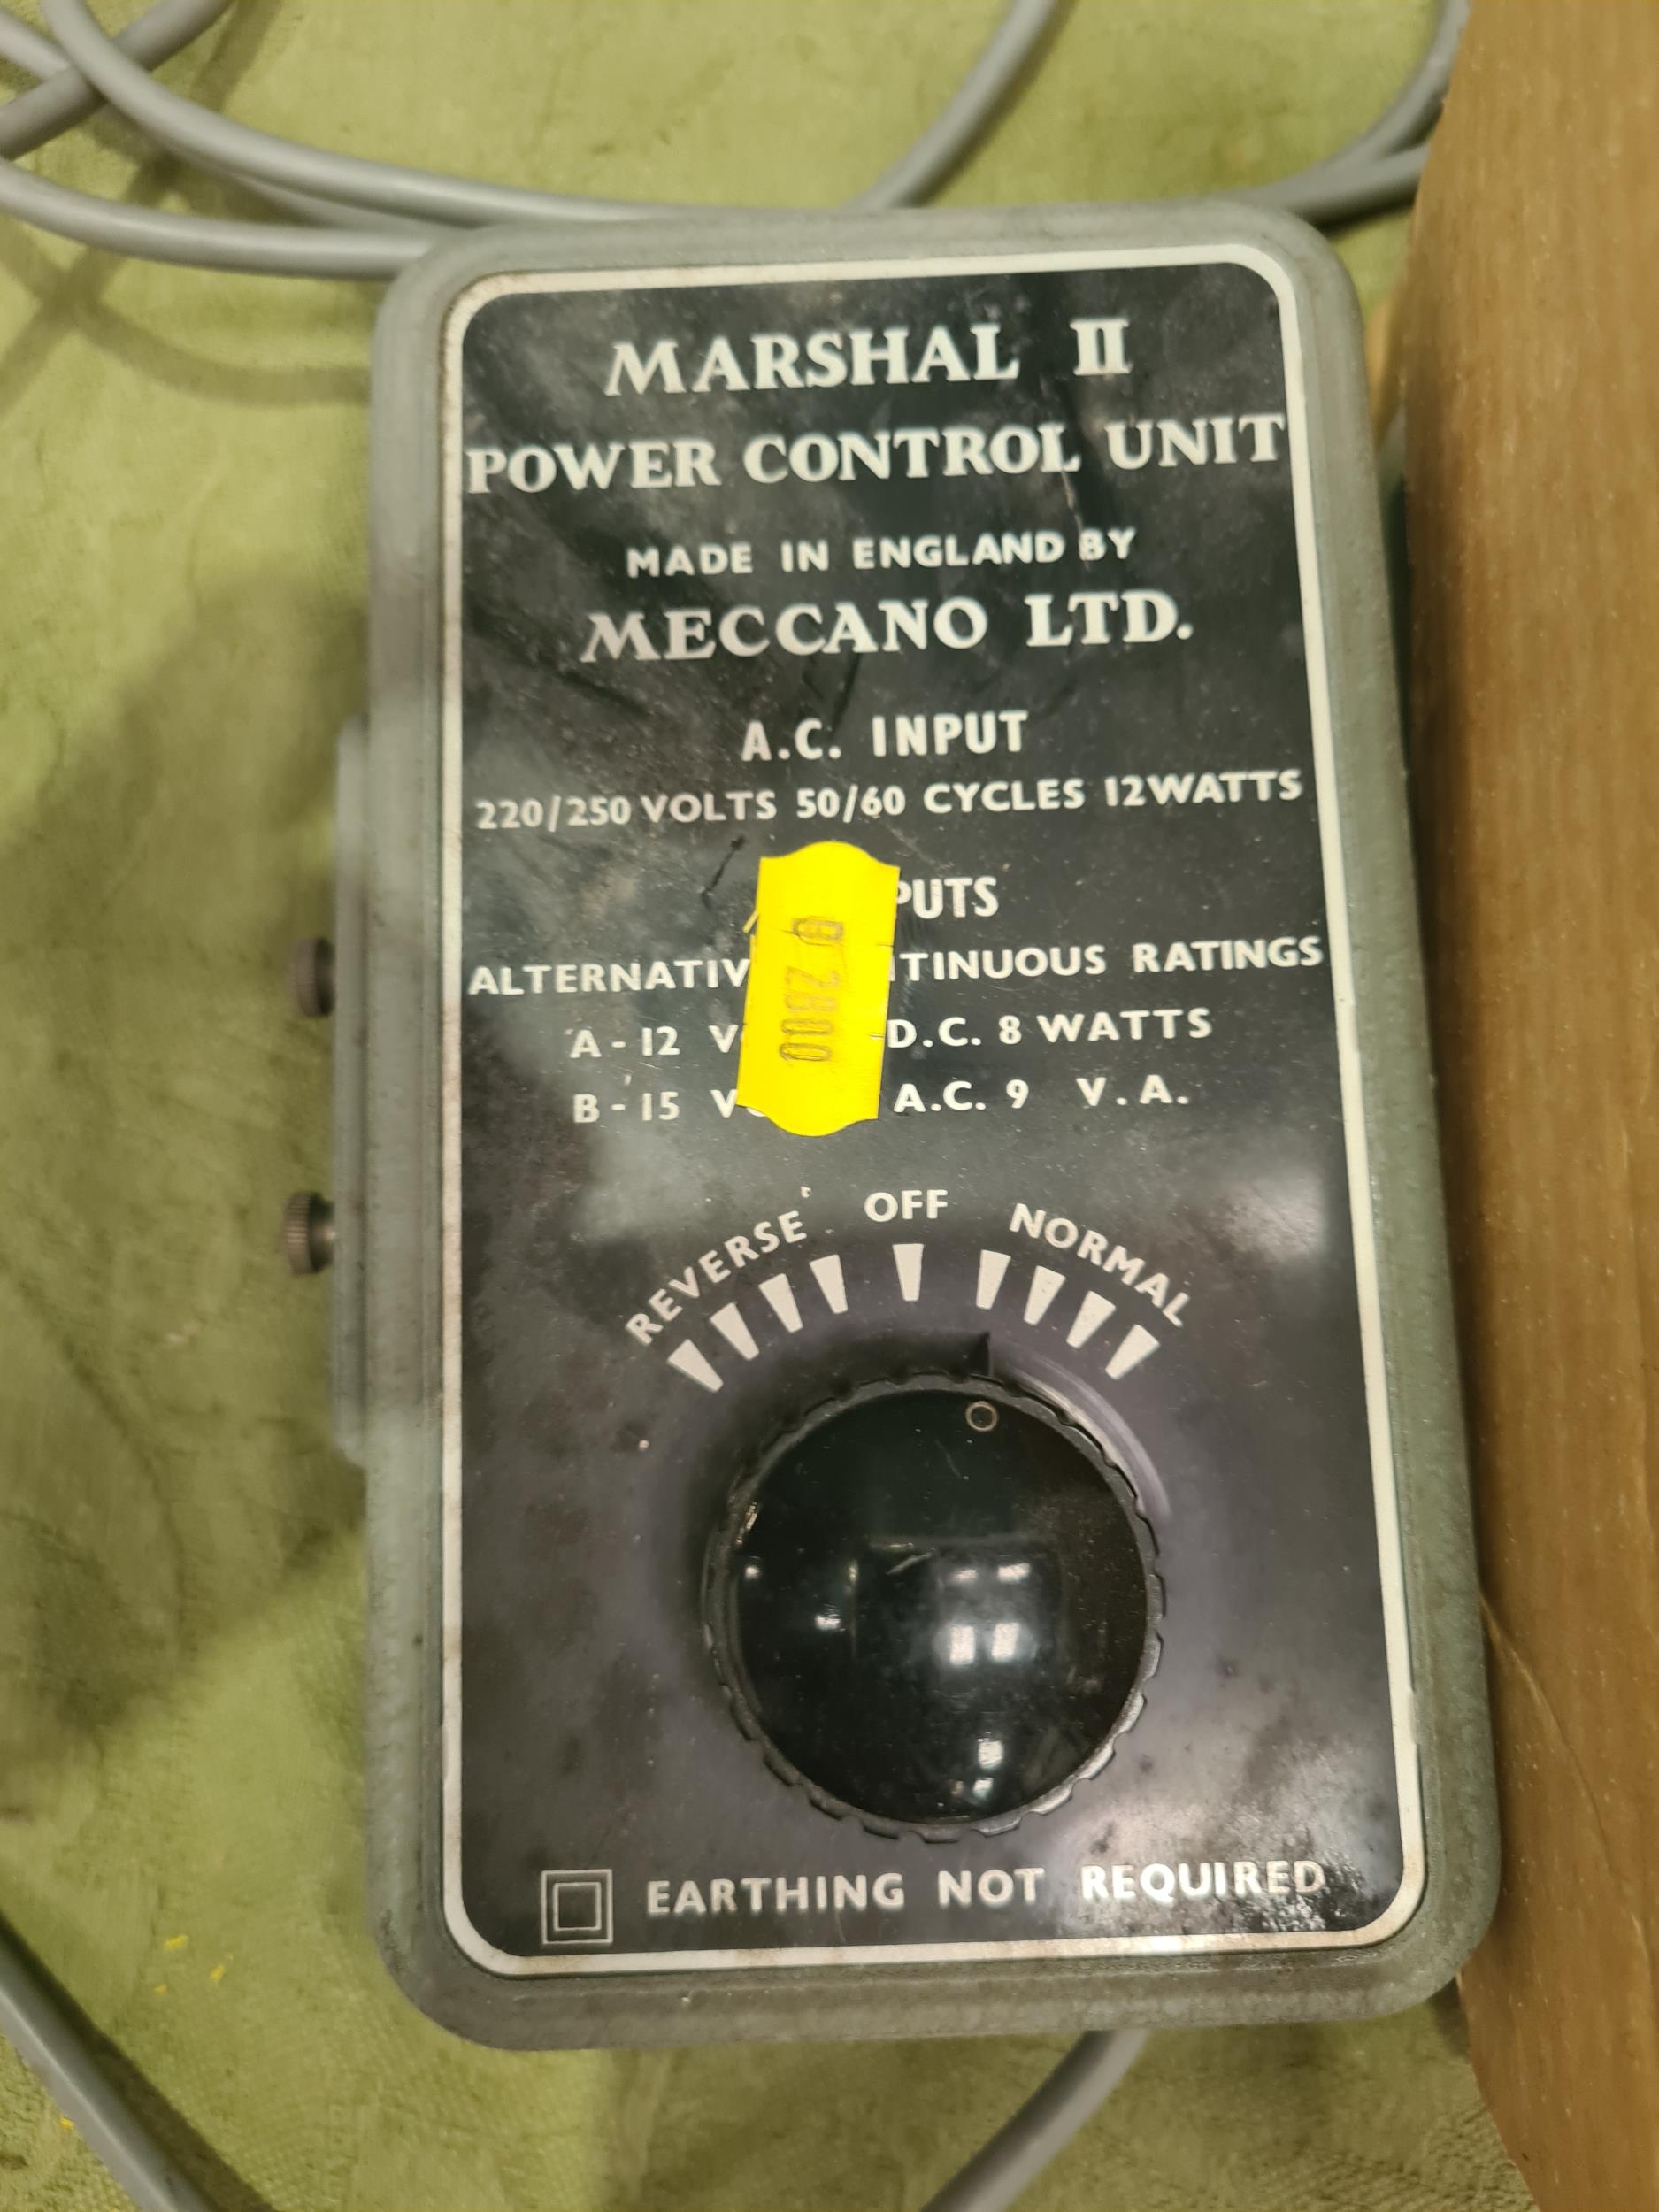 MARSHAL II
POWER CONTROL UNIT
MADE IN ENGLAND BY
MECCANO LTD.
A.C. INPUT
220/250 VOLTS 50/60 CYCLES 12WATTS
PUTS
ALTERNATIV TINUOUS RATINGS
A - 12 V D.C. 8 WATTS
B - 15 V A.C. 9 V.A.
2800
REVERSE OFF NORMAL
EARTHING NOT REQUIRED